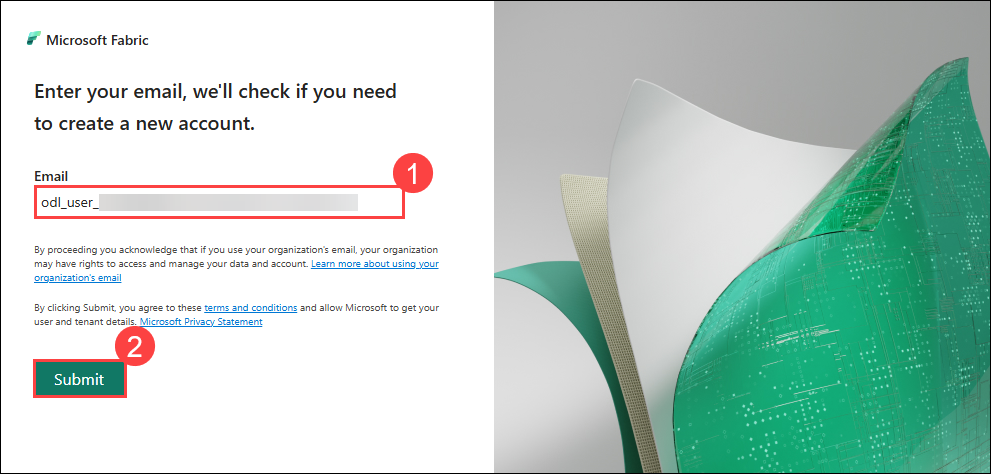 Microsoft Fabric
Enter your email, we'll check if you need
to create a new account.
Email
1
odl_user_
By proceeding you acknowledge that if you use your organization's email, your organization
may have rights to access and manage your data and account. Learn more about using your
organization's email
By clicking Submit, you agree to these terms and conditions and allow Microsoft to get your
user and tenant details. Microsoft Privacy Statement
2
Submit